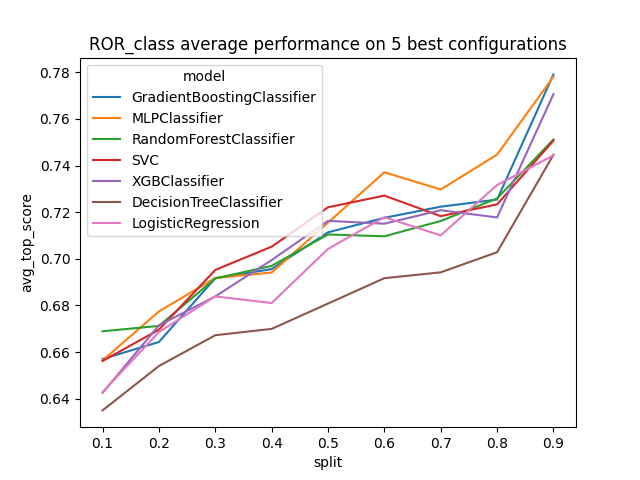 ROR_class average performance on 5 best configurations
model
GradientBoostingClassifier
MLPClassifier
RandomForestClassifier
SVC
XGBClassifier
DecisionTreeClassifier
LogisticRegression
avg_top_score
0.78
0.76
0.74
0.72
0.70
0.68
0.66
0.64
0.1 0.2 0.3 0.4 0.5 0.6 0.7 0.8 0.9
split